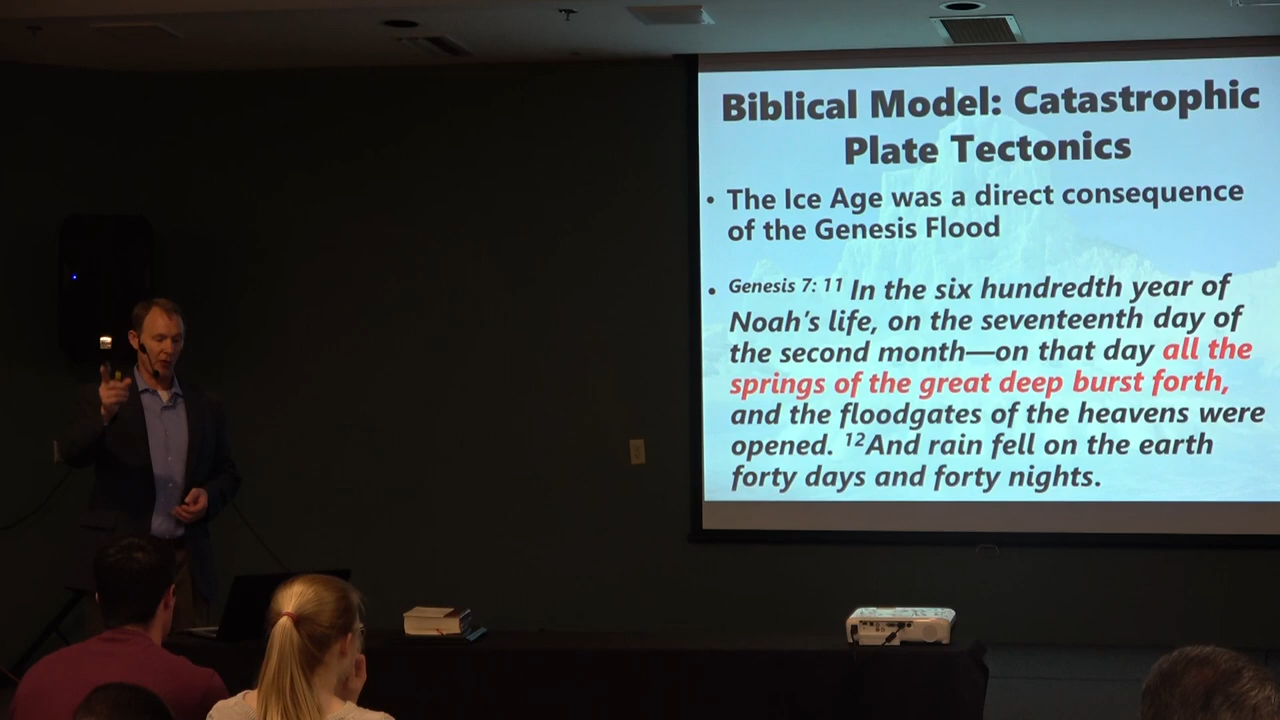 Biblical Model: Catastrophic
Plate Tectonics
• The Ice Age was a direct consequence
of the Genesis Flood
• Genesis 7: 11 In the six hundredth year of
Noah's life, on the seventeenth day of
the second month—on that day all the
springs of the great deep burst forth,
and the floodgates of the heavens were
opened. 12And rain fell on the earth
forty days and forty nights.